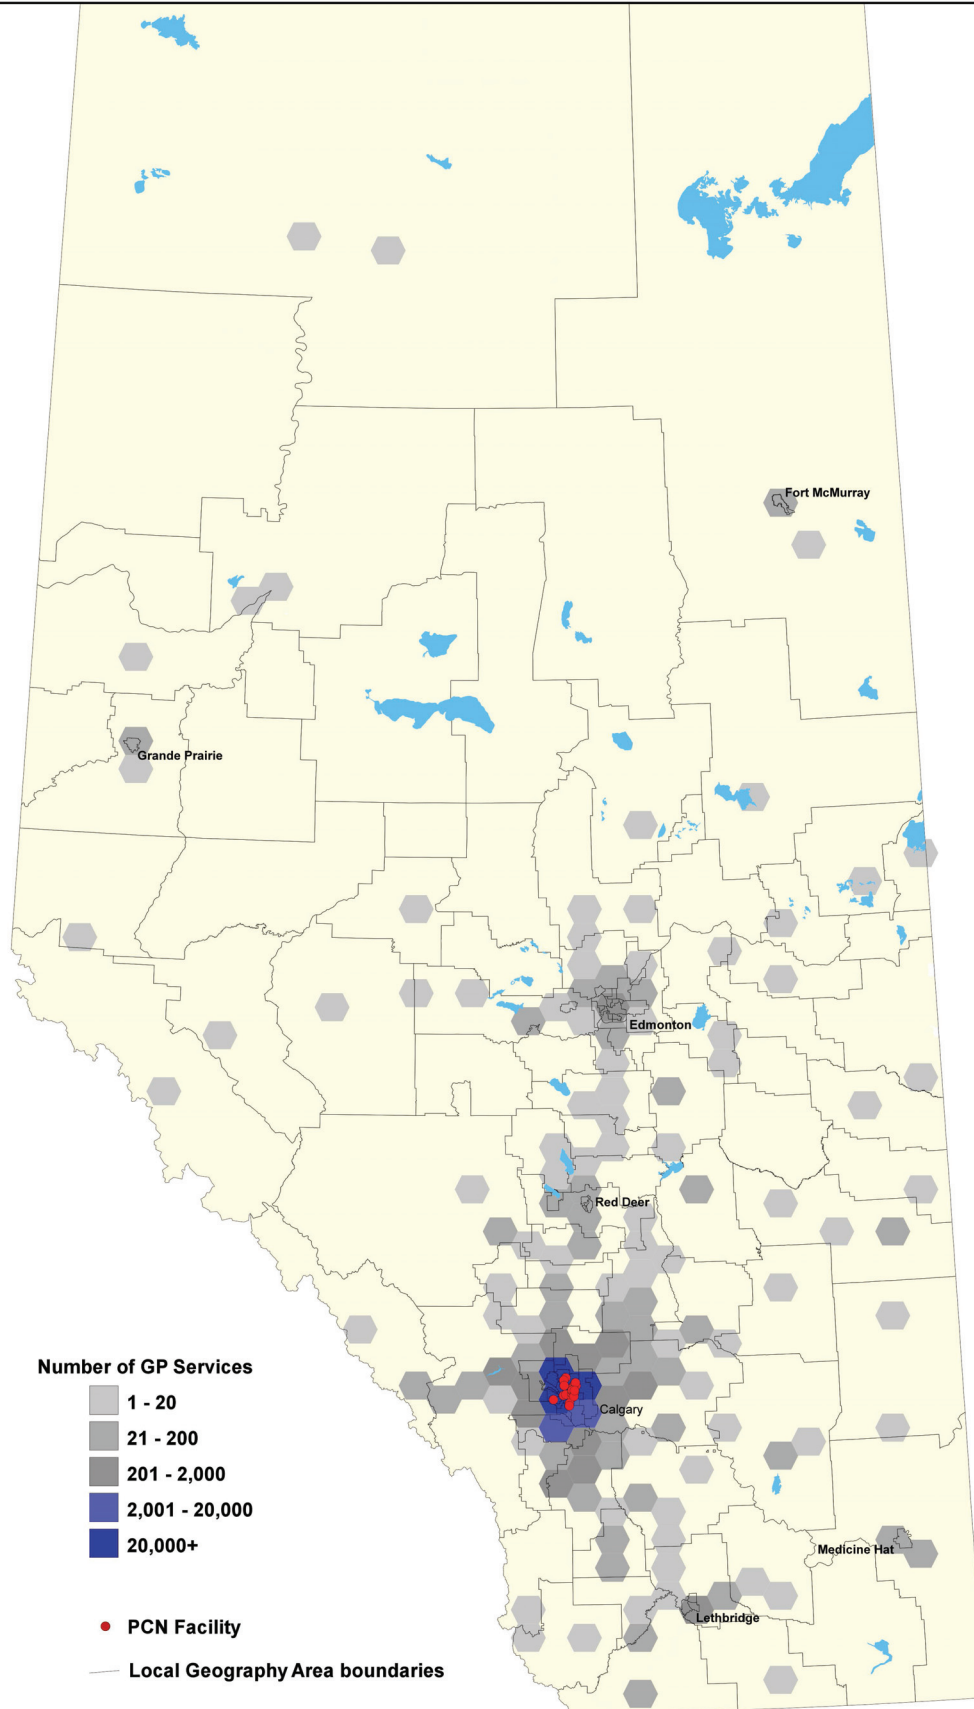 Fort McMurray
Grande Prairie
Edmonton
Red Deer
Number of GP Services
1 - 20
Calgary
21 - 200
201 - 2,000
2,001 - 20,000
20,000+
Medicine Hat
Lethbridge
PCN Facility
Local Geography Area boundaries